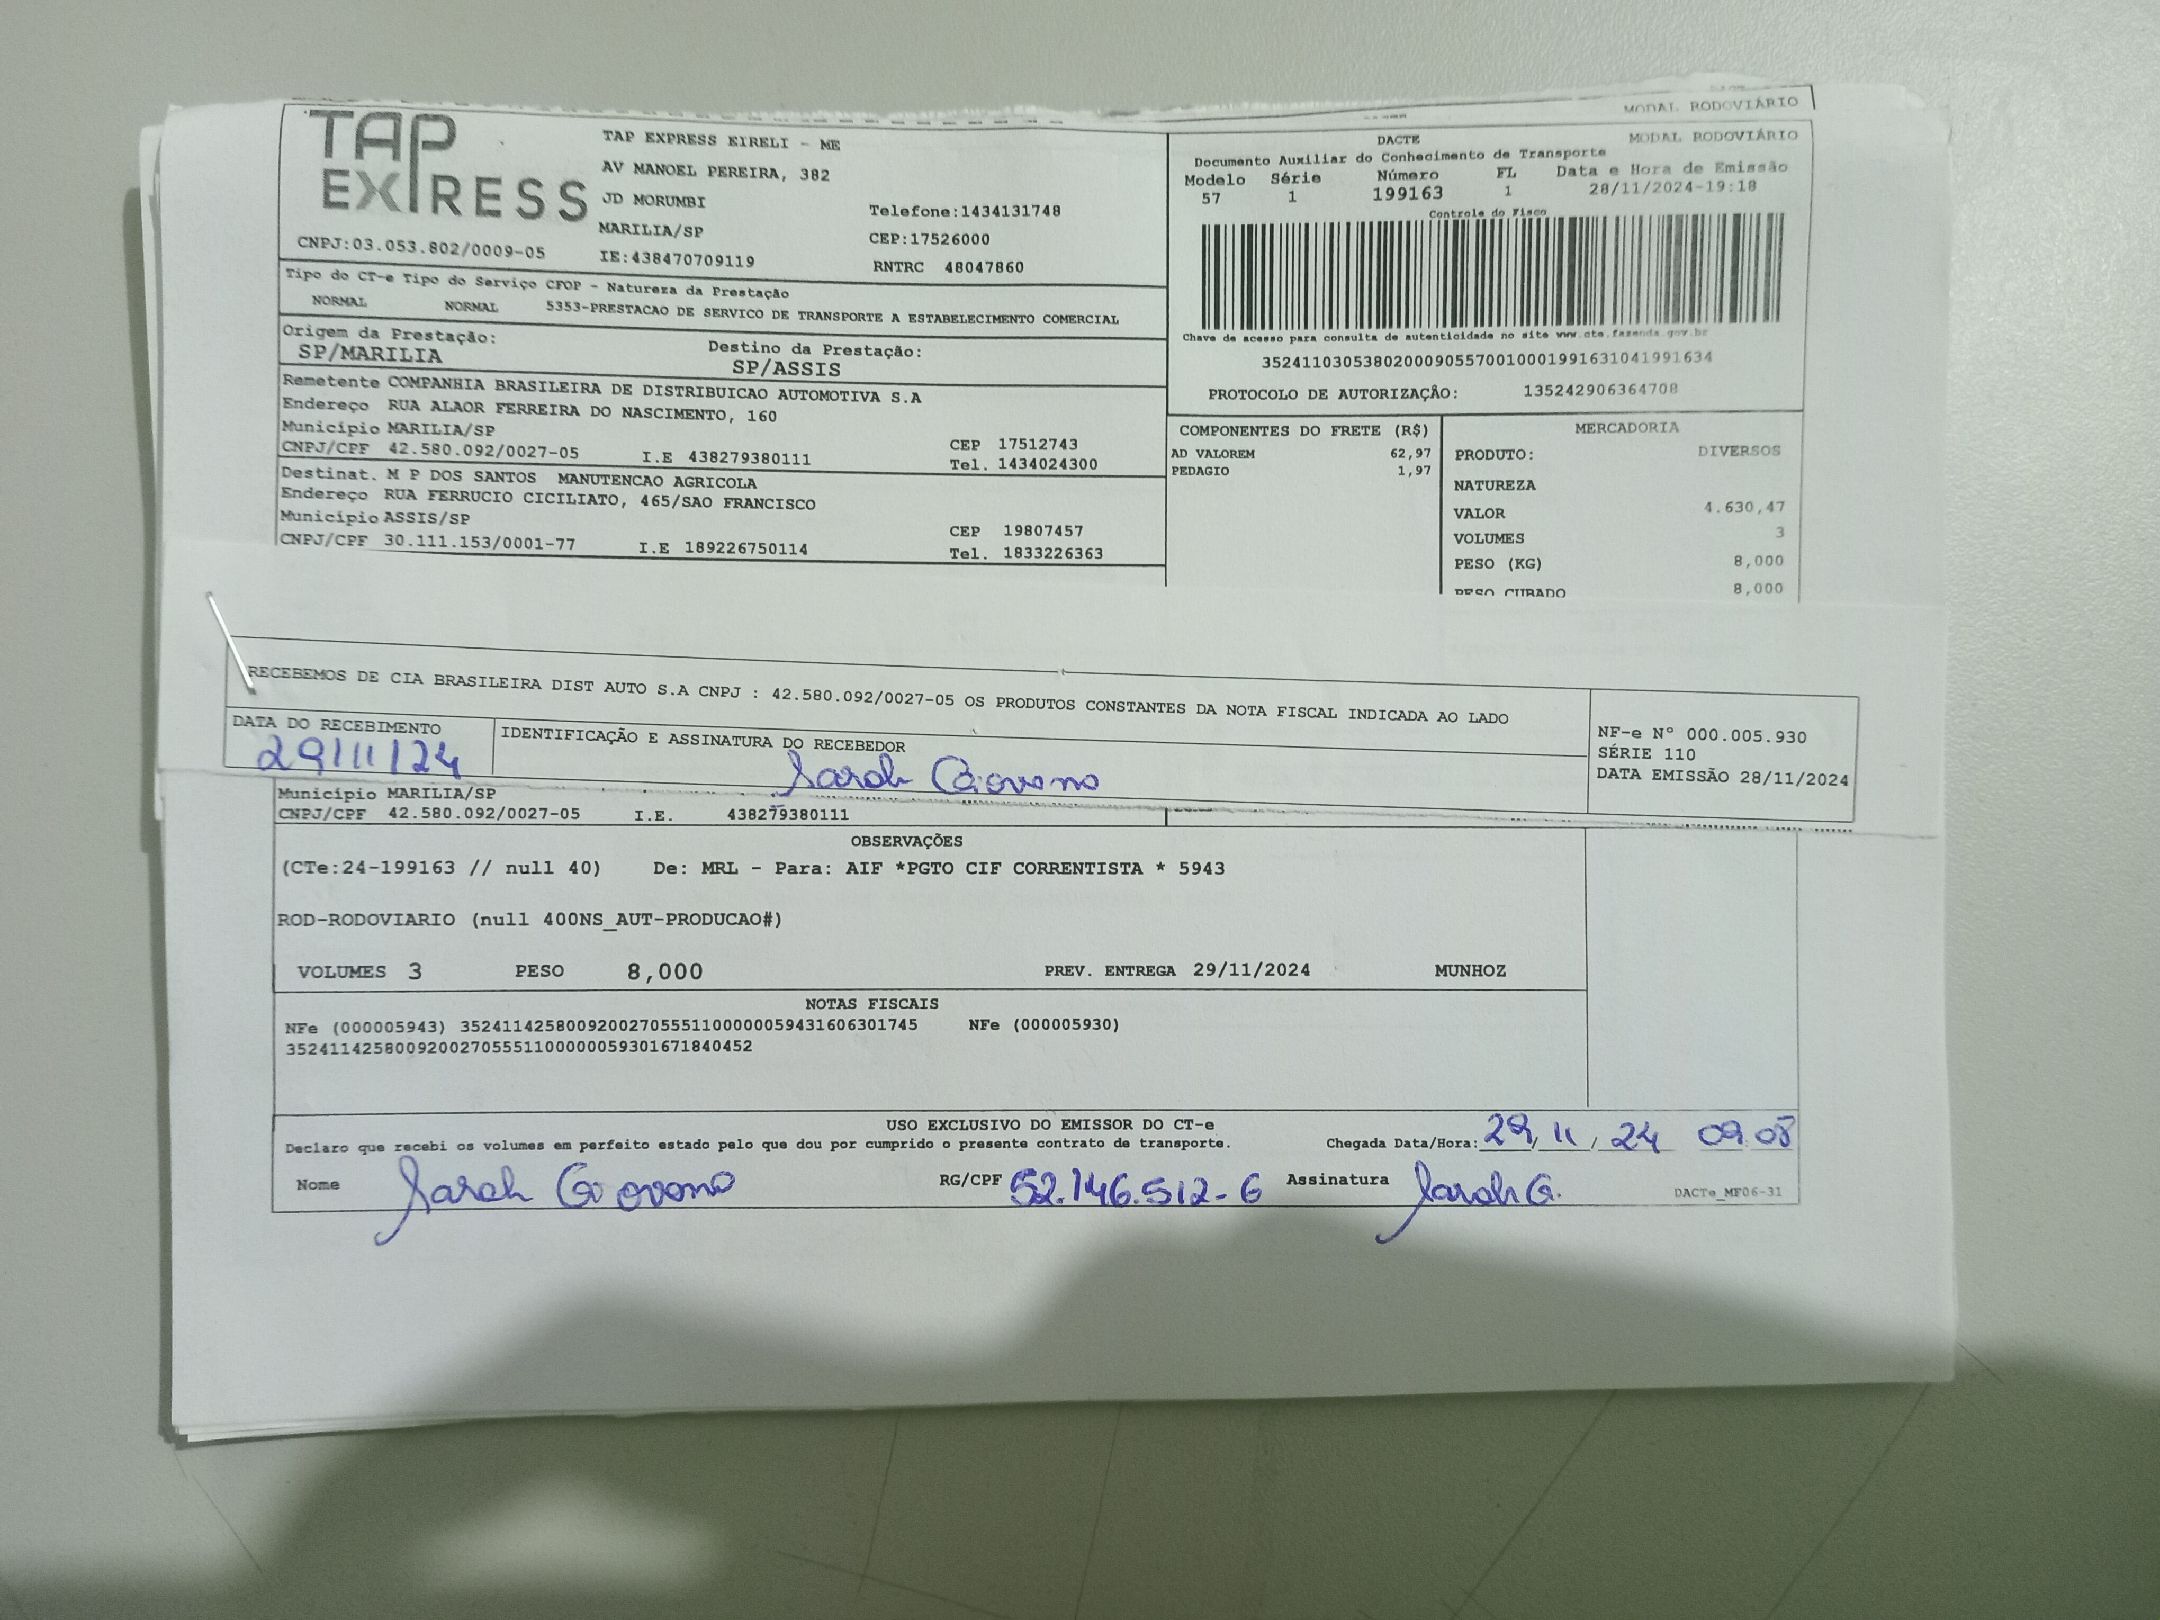 MODAL RODOVIÁRIO
TAP EXPRESS
CNPJ:03.053.802/0009-05
TAP EXPRESS EIRELI - ME
AV MANOEL PEREIRA, 382
JD MORUMBI
MARILIA/SP
IE:438470709119
Telefone:1434131748
CEP:17526000
RNTRC 48047860
DACTE
MODAL RODOVIÁRIO
Documento Auxiliar do Conhecimento de Transporte
Modelo Série Número FL Data e Hora de Emissão
57 1 199163 1 28/11/2024-19:18
Controle do Fisco
Chave de acesso para consulta de autenticidade no site www.cte.fazenda.gov.br
35241103053802000905570010001991631041991634
PROTOCOLO DE AUTORIZAÇÂO: 135242906364708
Tipo do CT-e Tipo do Serviço CFOP - Natureza da Prestação
NORMAL NORMAL 5353-PRESTACAO DE SERVICO DE TRANSPORTE A ESTABELECIMENTO COMERCIAL
Origem da Prestação: Destino da Prestação:
SP/MARILIA SP/ASSIS
Remetente COMPANHIA BRASILEIRA DE DISTRIBUICAO AUTOMOTIVA S.A
Endereço RUA ALAOR FERREIRA DO NASCIMENTO, 160
Município MARILIA/SP CEP 17512743
CNPJ/CPF 42.580.092/0027-05 I.E 438279380111 Tel. 1434024300
Destinat. M P DOS SANTOS MANUTENCAO AGRICOLA
Endereço RUA FERRUCIO CICILIATO, 465/SAO FRANCISCO
Município ASSIS/SP CEP 19807457
CNPJ/CPF 30.111.153/0001-77 I.E 189226750114 Tel. 1833226363
COMPONENTES DO FRETE (R$)
AD VALOREM 62,97
PEDAGIO 1,97
MERCADORIA
PRODUTO: DIVERSOS
NATUREZA
VALOR 4.630,47
VOLUMES 3
PESO (KG) 8,000
PESO CUBADO 8,000
RECEBEMOS DE CIA BRASILEIRA DIST AUTO S.A CNPJ : 42.580.092/0027-05 OS PRODUTOS CONSTANTES DA NOTA FISCAL INDICADA AO LADO
DATA DO RECEBIMENTO IDENTIFICAÇÃO E ASSINATURA DO RECEBEDOR
29/11/24 Sarah Giovana
NF-e N° 000.005.930
SÉRIE 110
DATA EMISSÃO 28/11/2024
Município MARILIA/SP
CNPJ/CPF 42.580.092/0027-05 I.E. 438279380111
OBSERVAÇÕES
(CTe:24-199163 // null 40) De: MRL - Para: AIF *PGTO CIF CORRENTISTA * 5943
ROD-RODOVIARIO (null 400NS_AUT-PRODUCAO#)
VOLUMES 3 PESO 8,000 PREV. ENTREGA 29/11/2024 MUNHOZ
NOTAS FISCAIS
NFe (000005943) 35241142580092002705551100000059431606301745 NFe (000005930)
35241142580092002705551100000059301671840452
USO EXCLUSIVO DO EMISSOR DO CT-e
Declaro que recebi os volumes em perfeito estado pelo que dou por cumprido o presente contrato de transporte. Chegada Data/Hora: 29/11/24 09:08
Nome Sarah Giovana RG/CPF 52.146.512-6 Assinatura Sarah G.
DACTe_MF06-31